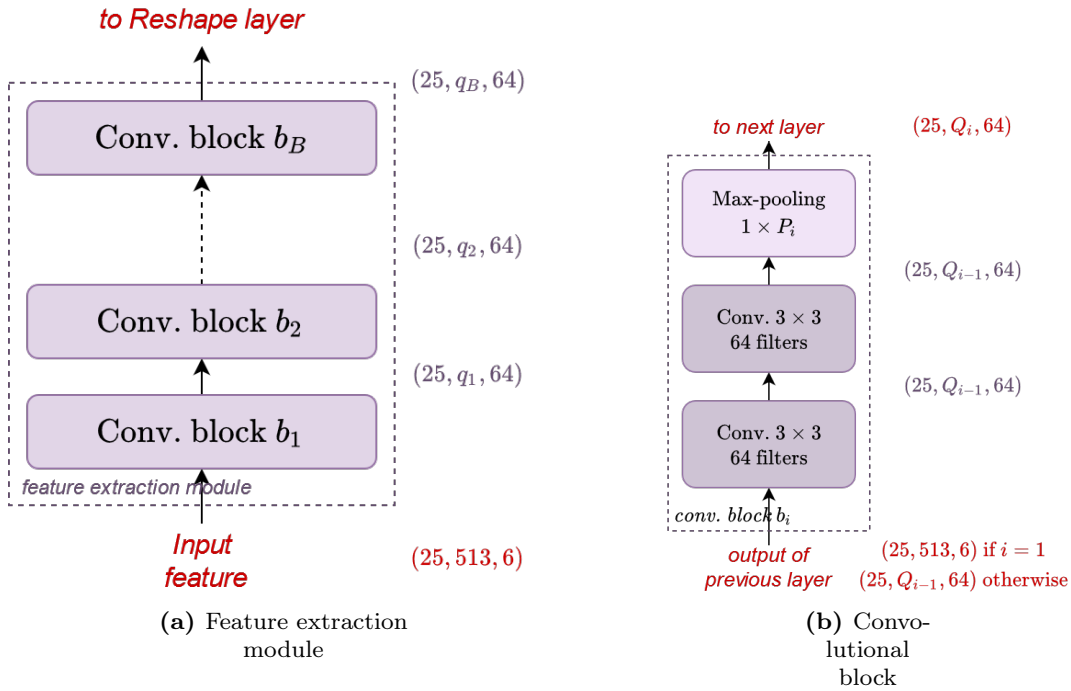 to Reshape layer
(25, q_B, 64)
Conv. block b_B
(25, q_2, 64)
Conv. block b_2
(25, q_1, 64)
Conv. block b_1
feature extraction module
Input
feature
(25, 513, 6)
(a) Feature extraction
module
to next layer
(25, Q_i, 64)
Max-pooling
1 × P_i
(25, Q_{i−1}, 64)
Conv. 3 × 3
64 filters
(25, Q_{i−1}, 64)
Conv. 3 × 3
64 filters
conv. block b_i
output of
previous layer
(25, 513, 6) if i = 1
(25, Q_{i−1}, 64) otherwise
(b) Convo-
lutional
block